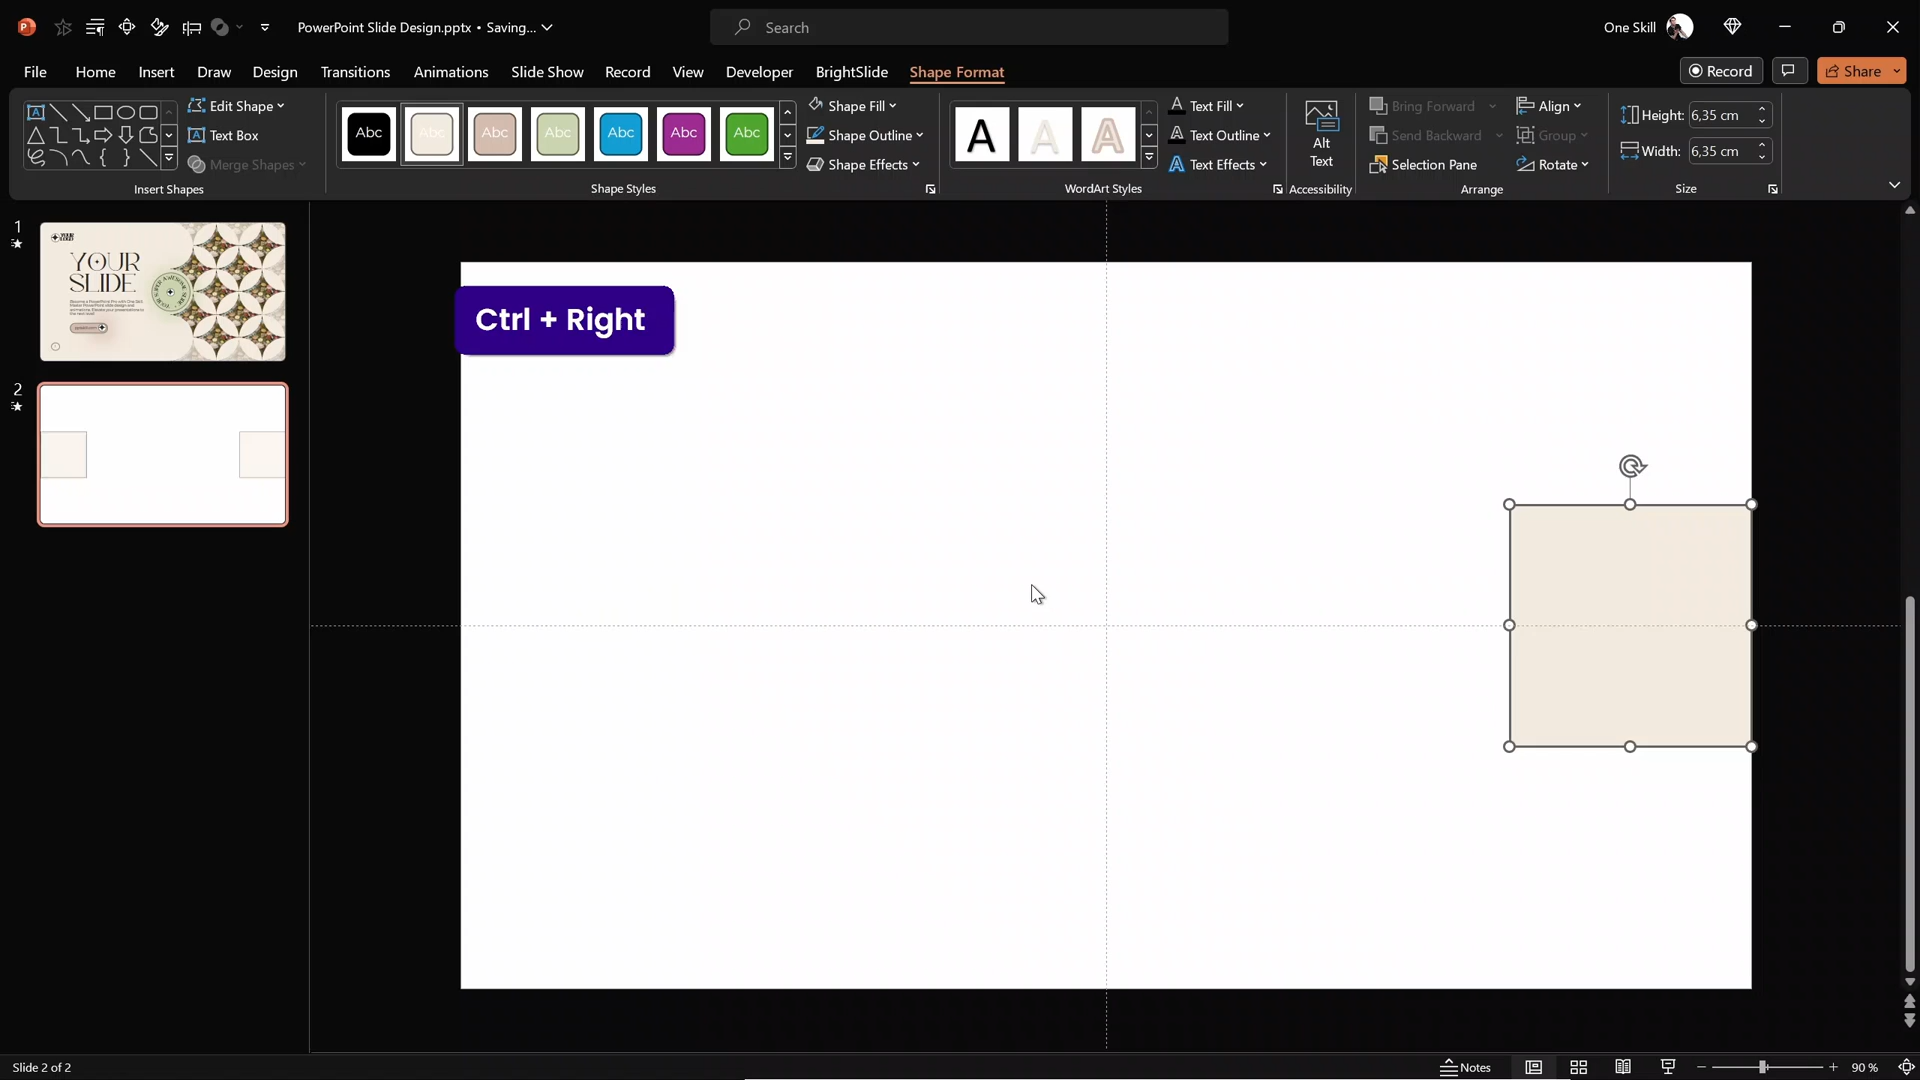 PowerPoint Slide Design.pptx • Saving...
Search
One Skill
File Home Insert Draw Design Transitions Animations Slide Show Record View Developer BrightSlide Shape Format
Record
Share
Edit Shape
Text Box
Merge Shapes
Insert Shapes
Abc Abc Abc Abc Abc Abc Abc
Shape Fill
Shape Outline
Shape Effects
Shape Styles
A A A
Text Fill
Text Outline
Text Effects
WordArt Styles
Alt
Text
Accessibility
Bring Forward
Send Backward
Selection Pane
Align
Group
Rotate
Arrange
Height: 6,35 cm
Width: 6,35 cm
Size
1
YOUR
SLIDE
2
Ctrl + Right
Slide 2 of 2
Notes
90 %